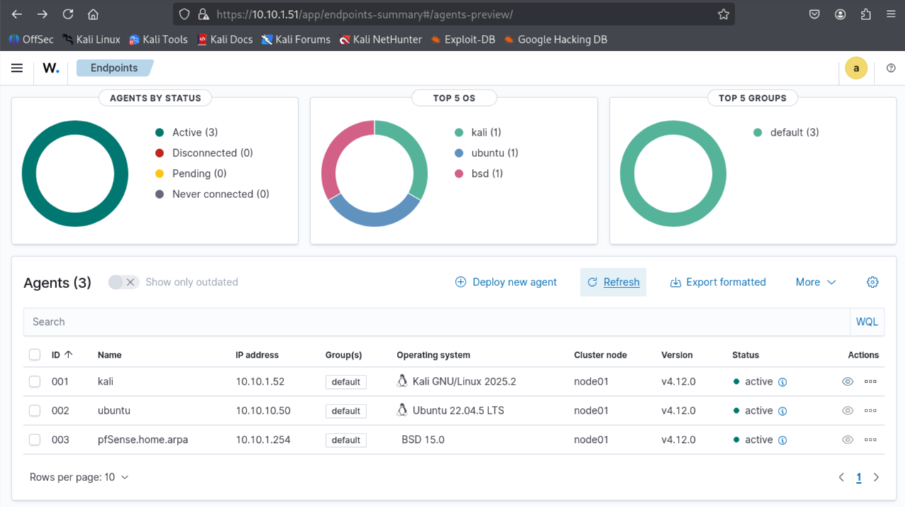 https://10.10.1.51/app/endpoints-summary#/agents-preview/
OffSec Kali Linux Kali Tools Kali Docs Kali Forums Kali NetHunter Exploit-DB Google Hacking DB
W. Endpoints a
AGENTS BY STATUS TOP 5 OS TOP 5 GROUPS
Active (3) kali (1) default (3)
Disconnected (0) ubuntu (1)
Pending (0) bsd (1)
Never connected (0)
Agents (3) Show only outdated Deploy new agent Refresh Export formatted More
Search WQL
ID Name IP address Group(s) Operating system Cluster node Version Status Actions
001 kali 10.10.1.52 default Kali GNU/Linux 2025.2 node01 v4.12.0 active
002 ubuntu 10.10.10.50 default Ubuntu 22.04.5 LTS node01 v4.12.0 active
003 pfSense.home.arpa 10.10.1.254 default BSD 15.0 node01 v4.12.0 active
Rows per page: 10 1